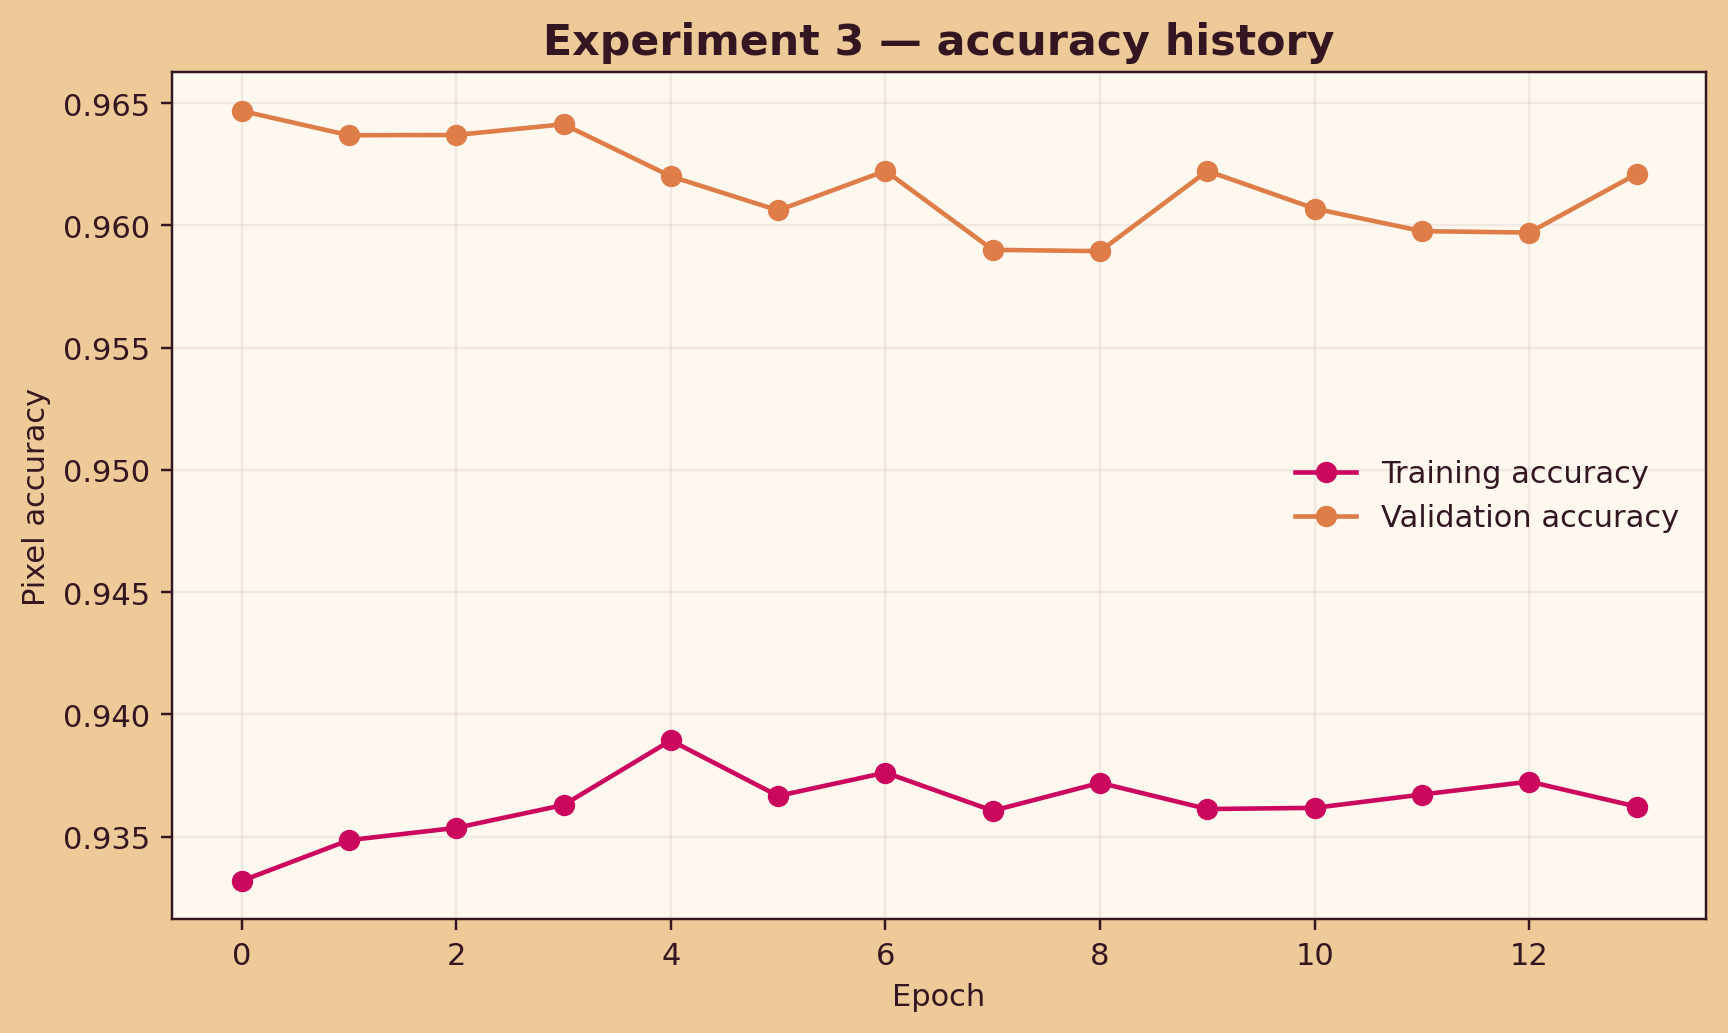 Experiment 3 — accuracy history
0.965
0.960
0.955
0.950
0.945
0.940
0.935
Pixel accuracy
Training accuracy
Validation accuracy
0 2 4 6 8 10 12
Epoch